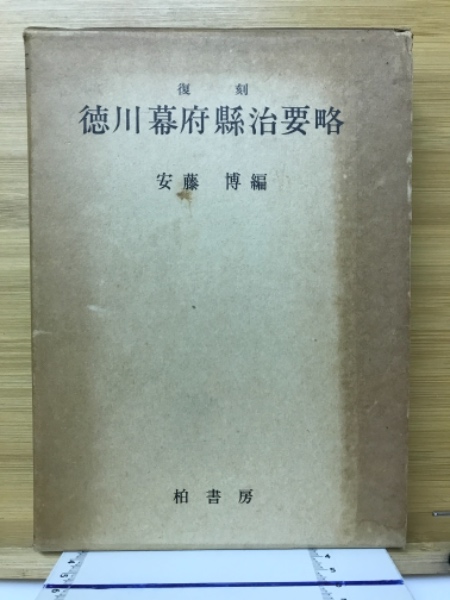 復刻
徳川幕府縣治要略
安藤博編
柏書房